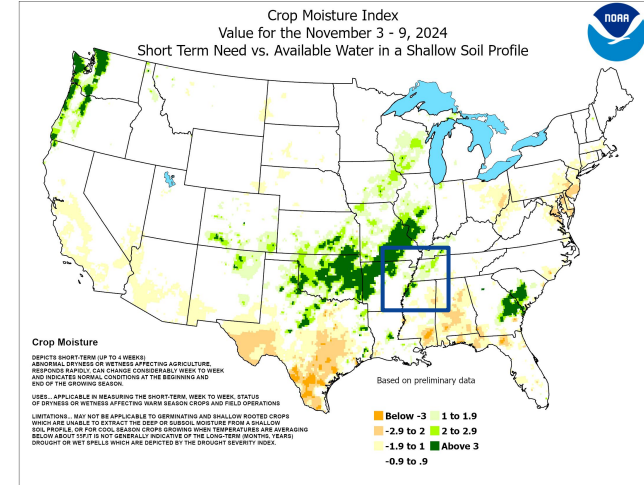 Crop Moisture Index
Value for the November 3 - 9, 2024
Short Term Need vs. Available Water in a Shallow Soil Profile
NOAA
Crop Moisture
DEPICTS SHORT-TERM (UP TO 4 WEEKS)
ABNORMAL DRYNESS OR WETNESS AFFECTING AGRICULTURE,
RESPONDS RAPIDLY, CAN CHANGE CONSIDERABLY WEEK TO WEEK
AND INDICATES NORMAL CONDITIONS AT THE BEGINNING AND
END OF THE GROWING SEASON.
USES... APPLICABLE IN MEASURING THE SHORT-TERM, WEEK TO WEEK, STATUS
OF DRYNESS OR WETNESS AFFECTING WARM SEASON CROPS AND FIELD OPERATIONS
LIMITATIONS... MAY NOT BE APPLICABLE TO GERMINATING AND SHALLOW ROOTED CROPS
WHICH ARE UNABLE TO EXTRACT THE DEEP OR SUBSOIL MOISTURE FROM A SHALLOW
SOIL PROFILE, OR FOR COOL SEASON CROPS GROWING WHEN TEMPERATURES ARE AVERAGING
BELOW ABOUT 55F.IT IS NOT GENERALLY INDICATIVE OF THE LONG-TERM (MONTHS, YEARS)
DROUGHT OR WET SPELLS WHICH ARE DEPICTED BY THE DROUGHT SEVERITY INDEX.
Based on preliminary data
Below -3 1 to 1.9
-2.9 to 2 2 to 2.9
-1.9 to 1 Above 3
-0.9 to .9